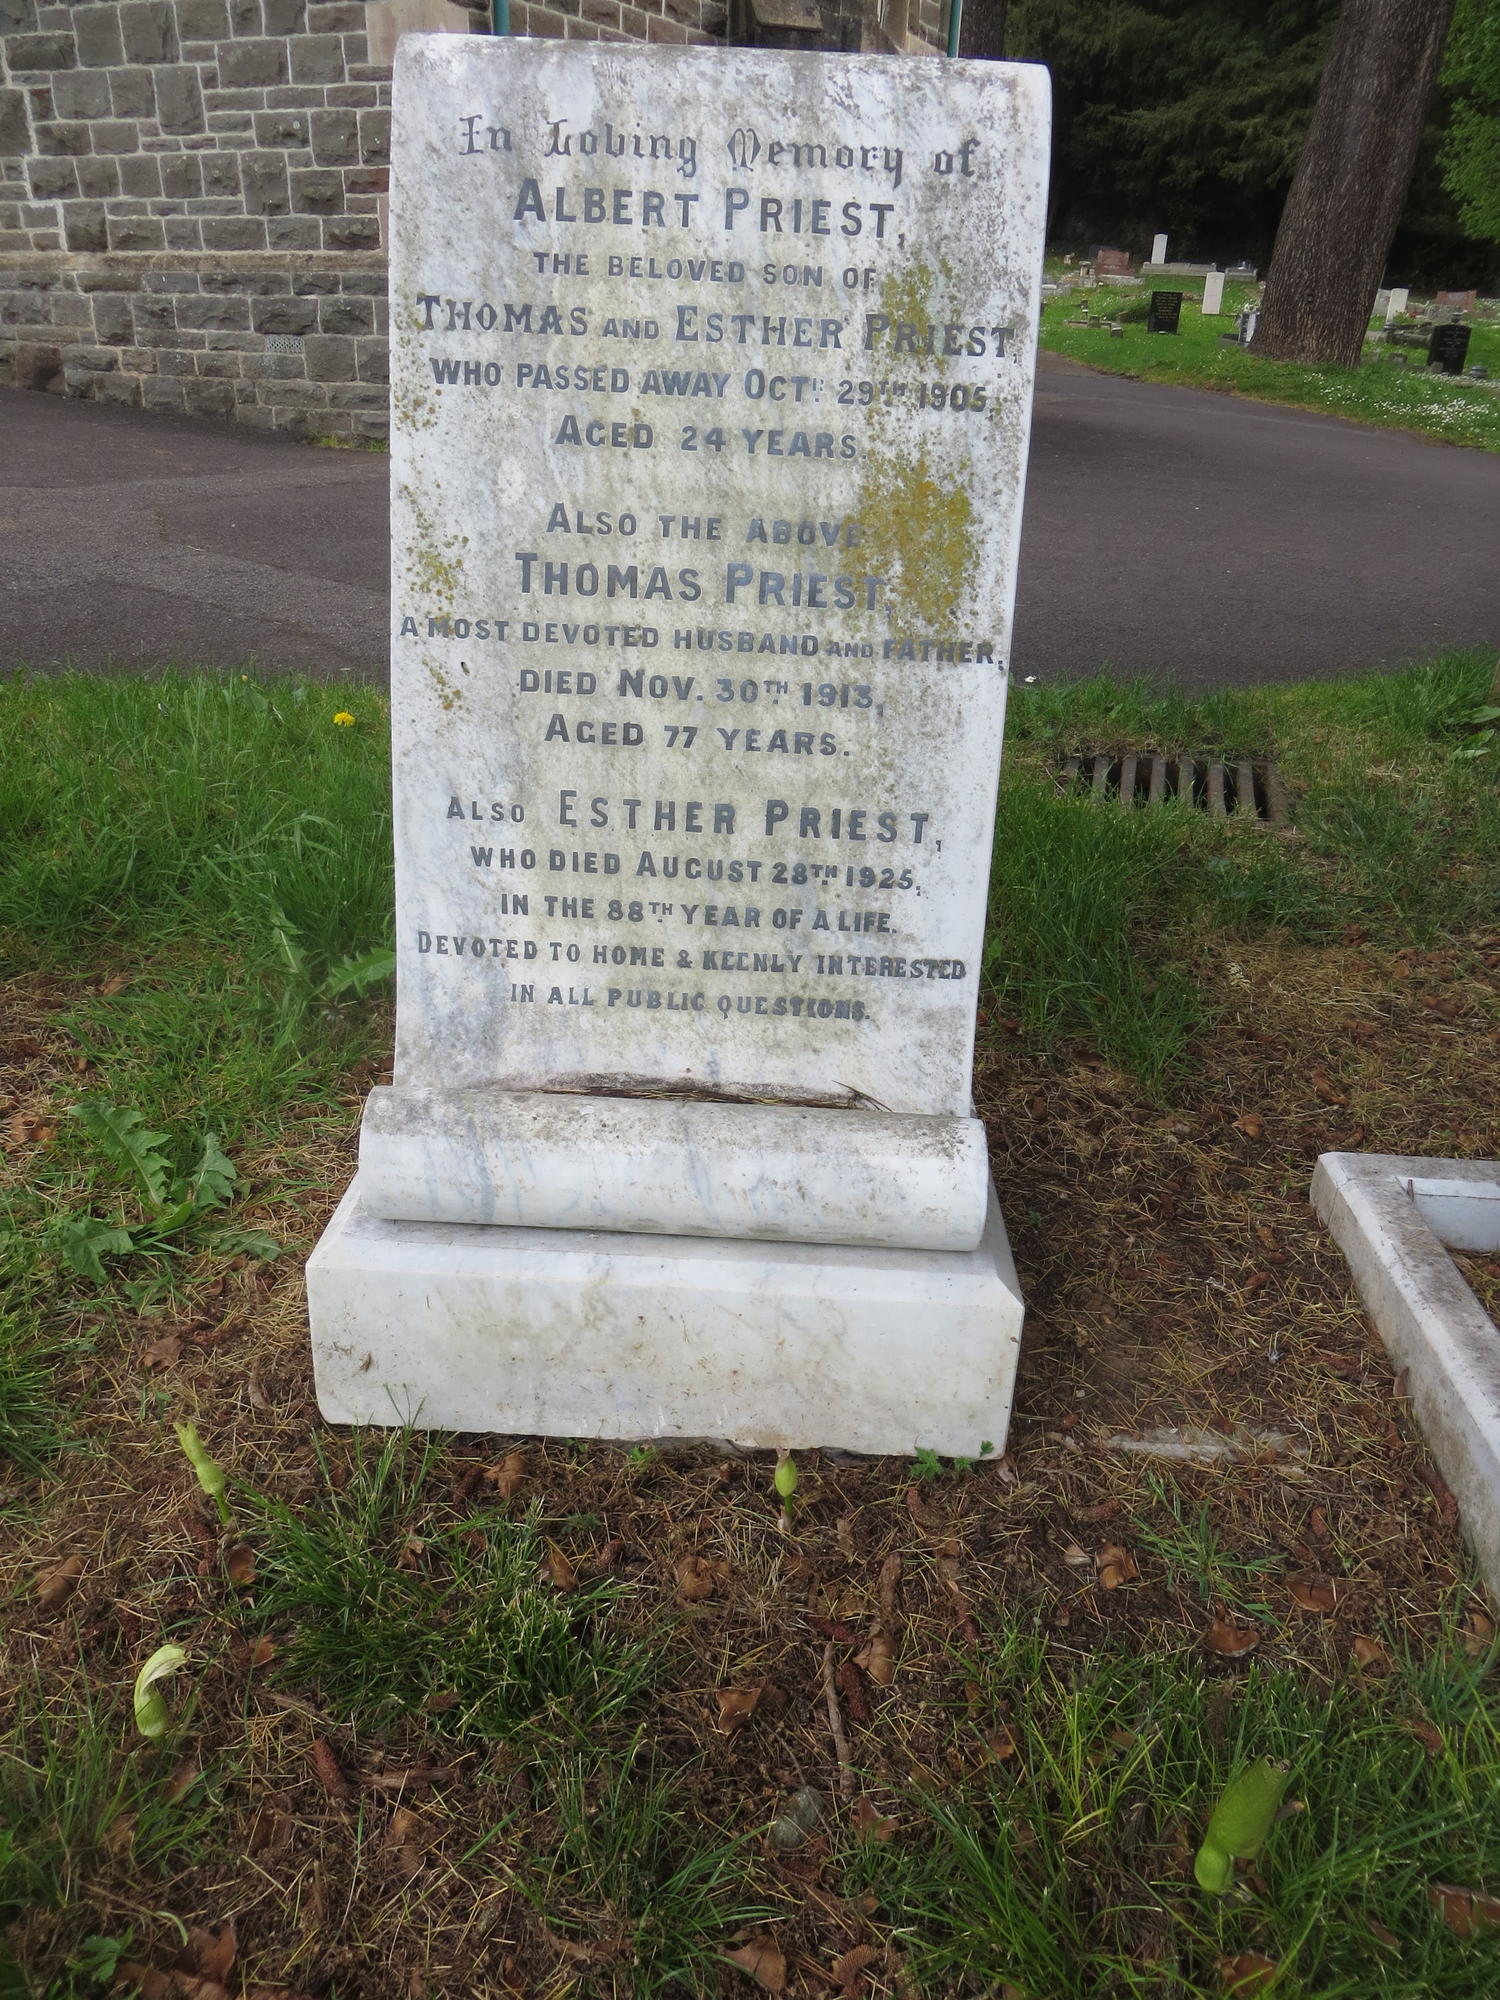 In Loving Memory of
ALBERT PRIEST,
THE BELOVED SON OF
THOMAS AND ESTHER PRIEST,
WHO PASSED AWAY OCTR. 29TH 1905,
AGED 24 YEARS.
ALSO THE ABOVE
THOMAS PRIEST,
A MOST DEVOTED HUSBAND AND FATHER,
DIED NOV. 30TH 1913,
AGED 77 YEARS.
ALSO ESTHER PRIEST,
WHO DIED AUGUST 28TH 1925,
IN THE 88TH YEAR OF A LIFE.
DEVOTED TO HOME & KEENLY INTERESTED
IN ALL PUBLIC QUESTIONS.